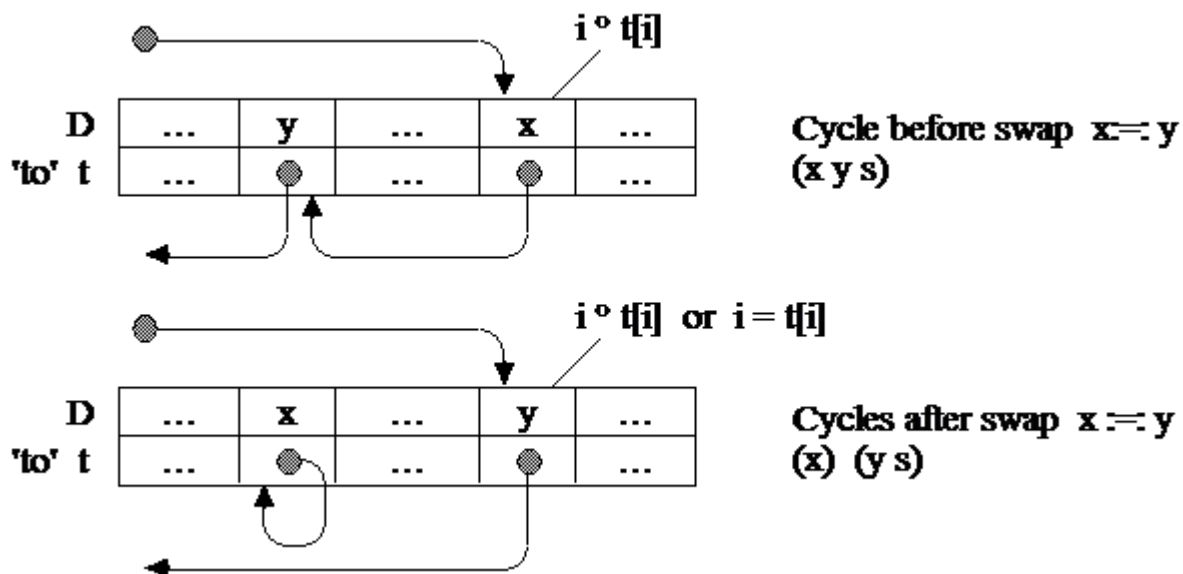 i º t[i]
D ... y ... x ...
'to' t ... ... ...
Cycle before swap x:=: y
(x y s)
i º t[i] or i = t[i]
D ... x ... y ...
'to' t ... ... ...
Cycles after swap x :=: y
(x) (y s)